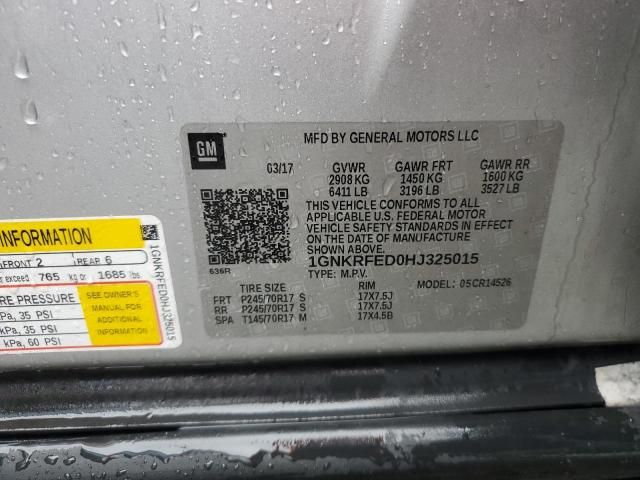 GM
MFD BY GENERAL MOTORS LLC
03/17 GVWR GAWR FRT GAWR RR
2908 KG 1450 KG 1600 KG
6411 LB 3196 LB 3527 LB
THIS VEHICLE CONFORMS TO ALL
APPLICABLE U.S. FEDERAL MOTOR
VEHICLE SAFETY STANDARDS IN EFFECT
ON THE DATE OF MANUFACTURE
SHOWN ABOVE.
1GNKRFED0HJ325015
TYPE: M.P.V.
636R
MODEL: 05CR14526
TIRE SIZE RIM
FRT P245/70R17 S 17X7.5J
RR P245/70R17 S 17X7.5J
SPA T145/70R17 M 17X4.5B
INFORMATION
FRONT 2 REAR 6
exceed 765 kg or 1685 lbs
PRESSURE
kPa, 35 PSI
kPa, 35 PSI
kPa, 60 PSI
SEE OWNER'S
MANUAL FOR
ADDITIONAL
INFORMATION
1GNKRFED0HJ325015